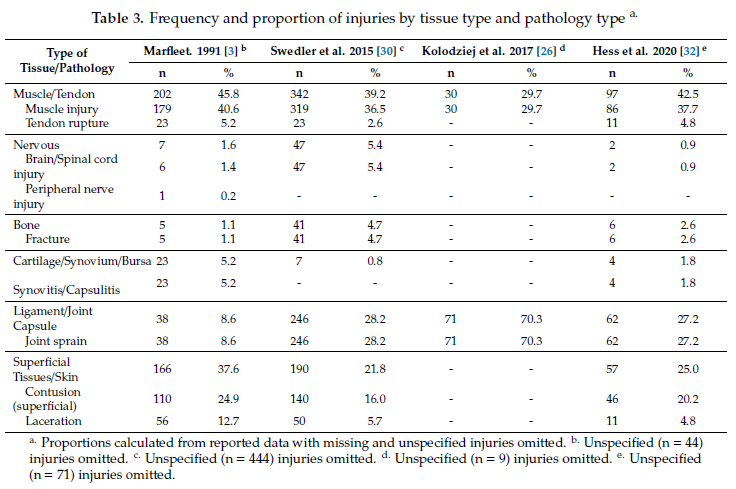 Table 3. Frequency and proportion of injuries by tissue type and pathology type a.
Type of Tissue/Pathology Marfleet. 1991 [3] b Swedler et al. 2015 [30] c Kolodziej et al. 2017 [26] d Hess et al. 2020 [32] e
n % n % n % n %
Muscle/Tendon 202 45.8 342 39.2 30 29.7 97 42.5
Muscle injury 179 40.6 319 36.5 30 29.7 86 37.7
Tendon rupture 23 5.2 23 2.6 - - 11 4.8
Nervous 7 1.6 47 5.4 - - 2 0.9
Brain/Spinal cord
injury 6 1.4 47 5.4 - - 2 0.9
Peripheral nerve
injury 1 0.2 - - - - - -
Bone 5 1.1 41 4.7 - - 6 2.6
Fracture 5 1.1 41 4.7 - - 6 2.6
Cartilage/Synovium/Bursa 23 5.2 7 0.8 - - 4 1.8
Synovitis/Capsulitis 23 5.2 - - - - 4 1.8
Ligament/Joint
Capsule 38 8.6 246 28.2 71 70.3 62 27.2
Joint sprain 38 8.6 246 28.2 71 70.3 62 27.2
Superficial
Tissues/Skin 166 37.6 190 21.8 - - 57 25.0
Contusion
(superficial) 110 24.9 140 16.0 - - 46 20.2
Laceration 56 12.7 50 5.7 - - 11 4.8
a. Proportions calculated from reported data with missing and unspecified injuries omitted. b. Unspecified (n = 44)
injuries omitted. c. Unspecified (n = 444) injuries omitted. d. Unspecified (n = 9) injuries omitted. e. Unspecified
(n = 71) injuries omitted.